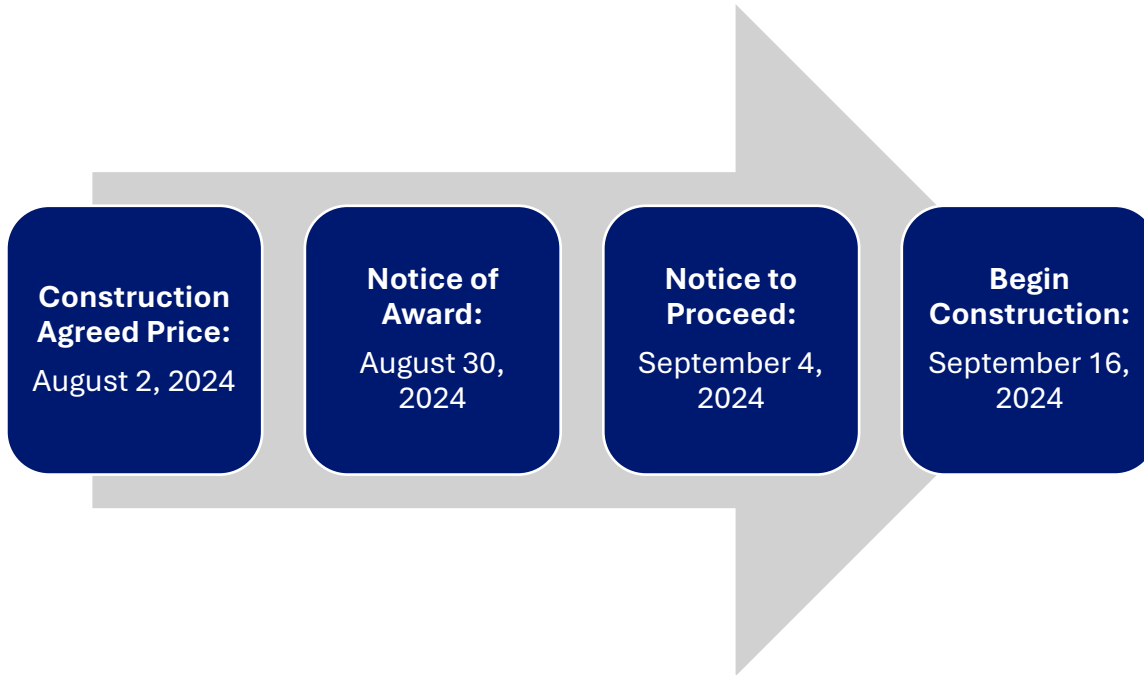 Construction
Agreed Price:
August 2, 2024
Notice of
Award:
August 30,
2024
Notice to
Proceed:
September 4,
2024
Begin
Construction:
September 16,
2024